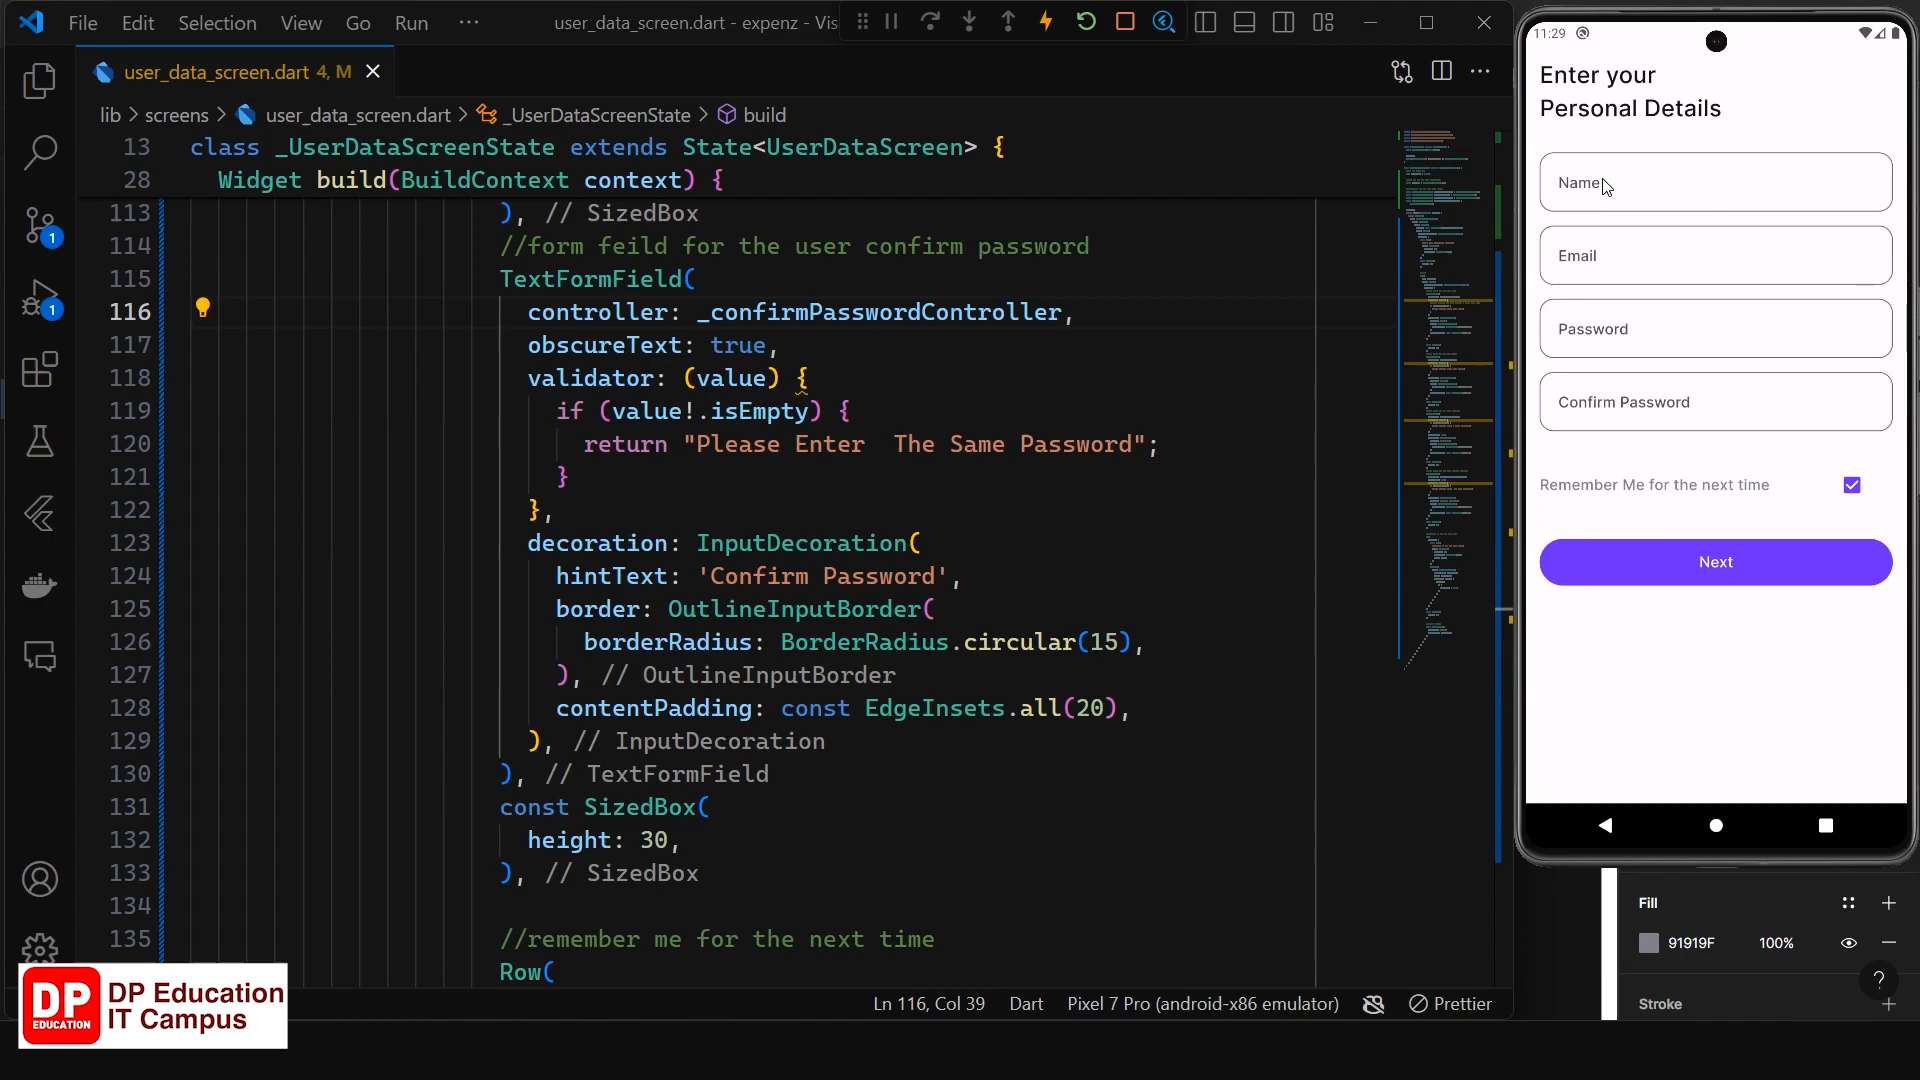 File Edit Selection View Go Run ··· user_data_screen.dart - expenz - Vis
user_data_screen.dart 4, M
lib > screens > user_data_screen.dart > _UserDataScreenState > build
13 class _UserDataScreenState extends State<UserDataScreen> {
28 Widget build(BuildContext context) {
113 ), // SizedBox
114 //form feild for the user confirm password
115 TextFormField(
116 controller: _confirmPasswordController,
117 obscureText: true,
118 validator: (value) {
119 if (value!.isEmpty) {
120 return "Please Enter  The Same Password";
121 }
122 },
123 decoration: InputDecoration(
124 hintText: 'Confirm Password',
125 border: OutlineInputBorder(
126 borderRadius: BorderRadius.circular(15),
127 ), // OutlineInputBorder
128 contentPadding: const EdgeInsets.all(20),
129 ), // InputDecoration
130 ), // TextFormField
131 const SizedBox(
132 height: 30,
133 ), // SizedBox
134
135 //remember me for the next time
Row(
1
1
Ln 116, Col 39 Dart Pixel 7 Pro (android-x86 emulator) Prettier
DP
EDUCATION
DP Education
IT Campus
11:29
Enter your
Personal Details
Name
Email
Password
Confirm Password
Remember Me for the next time
Next
Fill
91919F 100%
?
Stroke